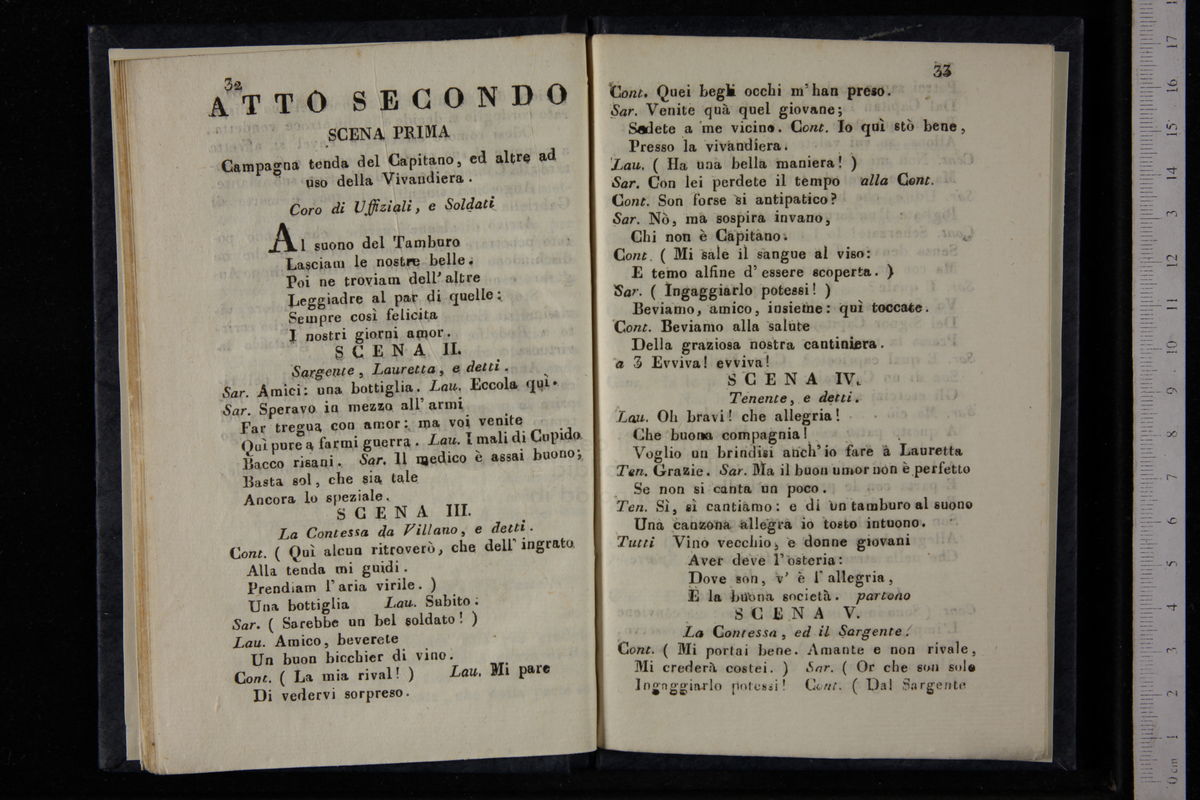 32
ATTO SECONDO
SCENA PRIMA
Campagna tenda del Capitano, ed altre ad
uso della Vivandiera.
Coro di Uffiziali, e Soldati
Al suono del Tamburo
Lasciam le nostre belle.
Poi ne troviam dell'altre
Leggiadre al par di quelle:
Sempre così felicita
I nostri giorni amor.
SCENA II.
Sargente, Lauretta, e detti.
Sar. Amici: una bottiglia. Lau. Eccola quì.
Sar. Speravo in mezzo all'armi
Far tregua con amor: ma voi venite
Quì pure a farmi guerra. Lau. I mali di Cupido
Bacco risani. Sar. Il medico è assai buono;
Basta sol, che sia tale
Ancora lo speziale.
SCENA III.
La Contessa da Villano, e detti.
Cont. ( Quì alcun ritroverò, che dell'ingrato
Alla tenda mi guidi.
Prendiam l'aria virile. )
Una bottiglia Lau. Subito.
Sar. ( Sarebbe un bel soldato! )
Lau. Amico, beverete
Un buon bicchier di vino.
Cont. ( La mia rival! ) Lau. Mi pare
Di vedervi sorpreso.
33
Cont. Quei begli occhi m'han preso.
Sar. Venite quà quel giovane;
Sedete a me vicino. Cont. Io quì stò bene,
Presso la vivandiera.
Lau. ( Ha una bella maniera! )
Sar. Con lei perdete il tempo alla Cont.
Cont. Son forse sì antipatico?
Sar. Nò, ma sospira invano,
Chi non è Capitano.
Cont. ( Mi sale il sangue al viso:
E temo alfine d'essere scoperta. )
Sar. ( Ingaggiarlo potessi! )
Beviamo, amico, insieme: quì toccate.
Cont. Beviamo alla salute
Della graziosa nostra cantiniera.
a 3 Evviva! evviva!
SCENA IV.
Tenente, e detti.
Lau. Oh bravi! che allegria!
Che buona compagnia!
Voglio un brindisi anch'io fare a Lauretta
Ten. Grazie. Sar. Ma il buon umor non è perfetto
Se non si canta un poco.
Ten. Sì, sì cantiamo: e di un tamburo al suono
Una canzona allegra io tosto intuono.
Tutti Vino vecchio, e donne giovani
Aver deve l'osteria:
Dove son, v'è l'allegria,
E la buona società. partono
SCENA V.
La Contessa, ed il Sargente.
Cont. ( Mi portai bene. Amante e non rivale,
Mi crederà costei. ) Sar. ( Or che son solo
Ingaggiarlo potessi! Cont. ( Dal Sargente